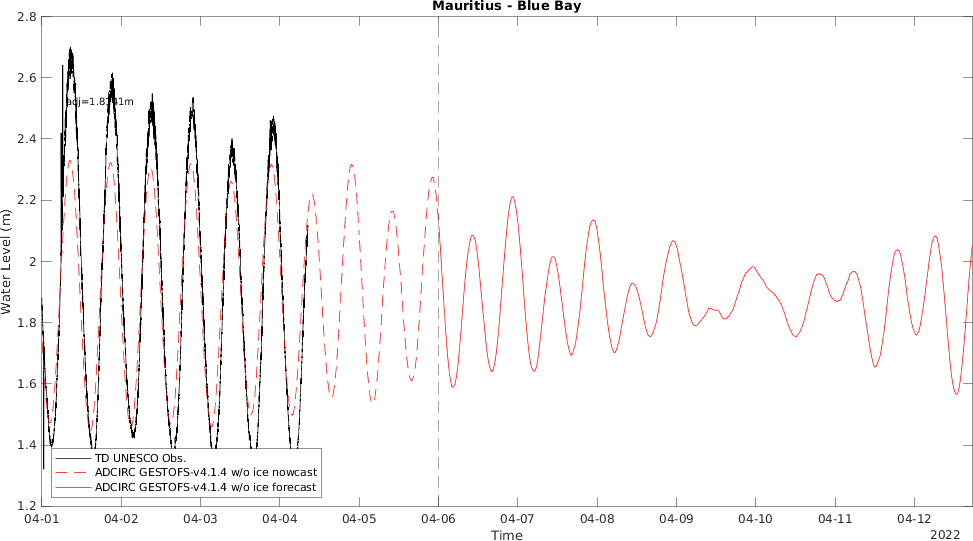 Mauritius - Blue Bay
2.8
2.6
2.4
2.2
2
1.8
1.6
1.4
1.2
Water Level (m)
TD UNESCO Obs.
ADCIRC GESTOFS-v4.1.4 w/o ice nowcast
ADCIRC GESTOFS-v4.1.4 w/o ice forecast
04-01 04-02 04-03 04-04 04-05 04-06 04-07 04-08 04-09 04-10 04-11 04-12
Time
2022